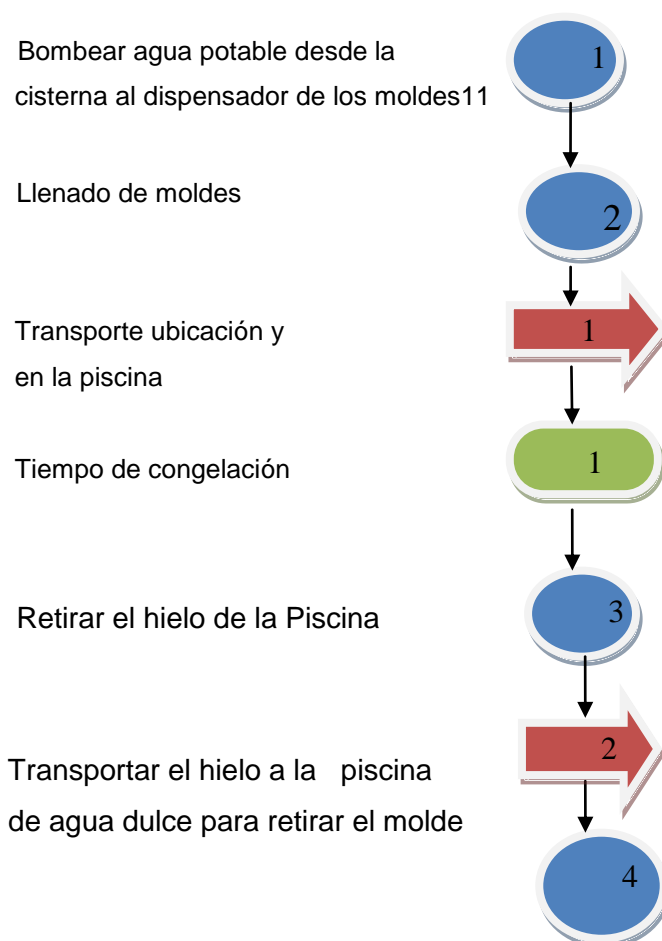 Bombear agua potable desde la
cisterna al dispensador de los moldes11
1
Llenado de moldes
2
Transporte ubicación y
en la piscina
1
Tiempo de congelación
1
Retirar el hielo de la Piscina
3
Transportar el hielo a la piscina
de agua dulce para retirar el molde
2
4